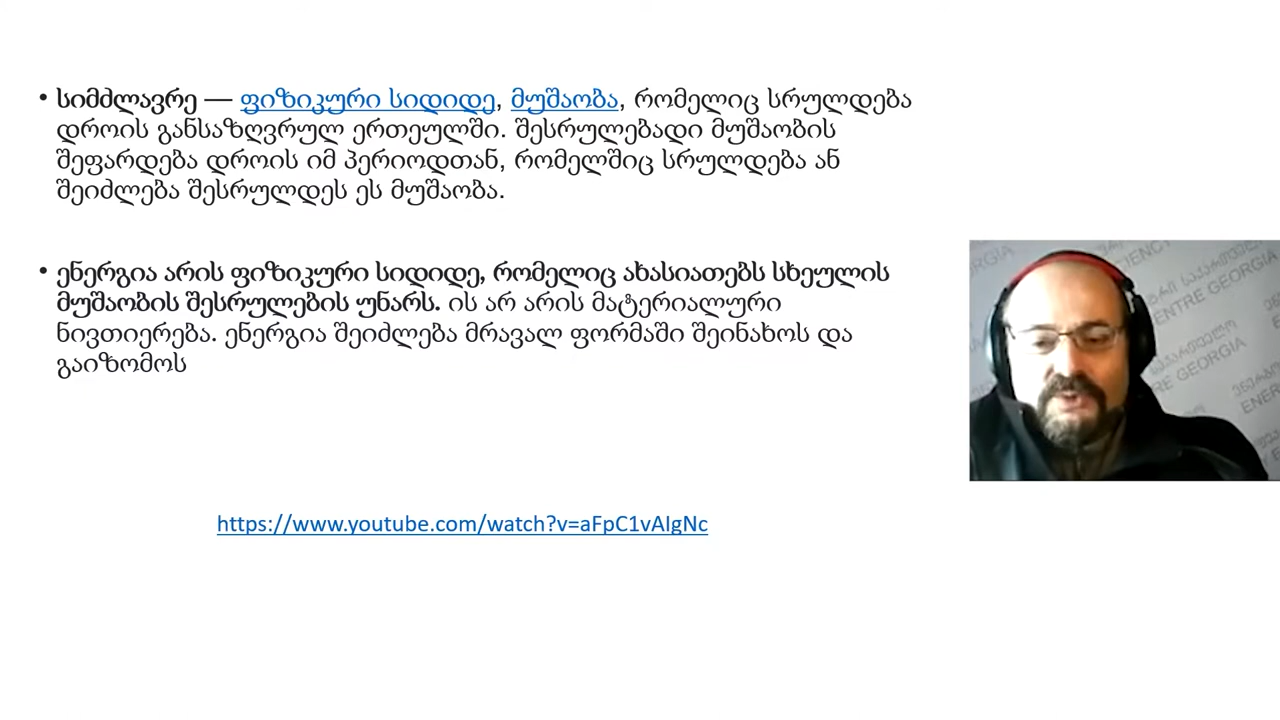 • სიმძლავრე — ფიზიკური სიდიდე, მუშაობა, რომელიც სრულდება
დროის განსაზღვრულ ერთეულში. შესრულებადი მუშაობის
შეფარდება დროის იმ პერიოდთან, რომელშიც სრულდება ან
შეიძლება შესრულდეს ეს მუშაობა.
• ენერგია არის ფიზიკური სიდიდე, რომელიც ახასიათებს სხეულის
მუშაობის შესრულების უნარს. ის არ არის მატერიალური
ნივთიერება. ენერგია შეიძლება მრავალ ფორმაში შეინახოს და
გაიზომოს
https://www.youtube.com/watch?v=aFpC1vAIgNc
ENTRE GEORGIA